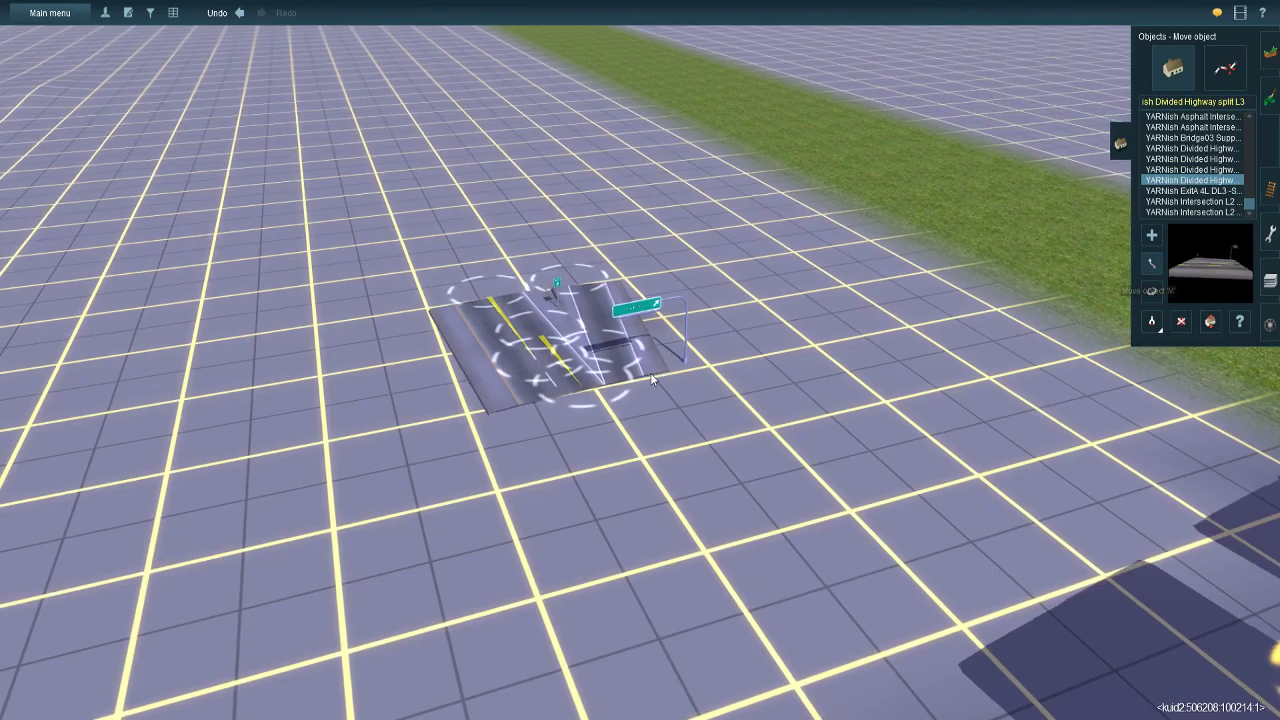 Main menu
Undo
Redo
?
Objects - Move object
ish Divided Highway split L3
YARNish Asphalt Interse...
YARNish Asphalt Interse...
YARNish Bridge03 Supp...
YARNish Divided Highw...
YARNish Divided Highw...
YARNish Divided Highw...
YARNish Divided Highw...
YARNish ExitA 4L DL3 -S...
YARNish Intersection L2 ...
YARNish Intersection L2 ...
Move object 'M'
?
<kuid2:506208:100214:1>